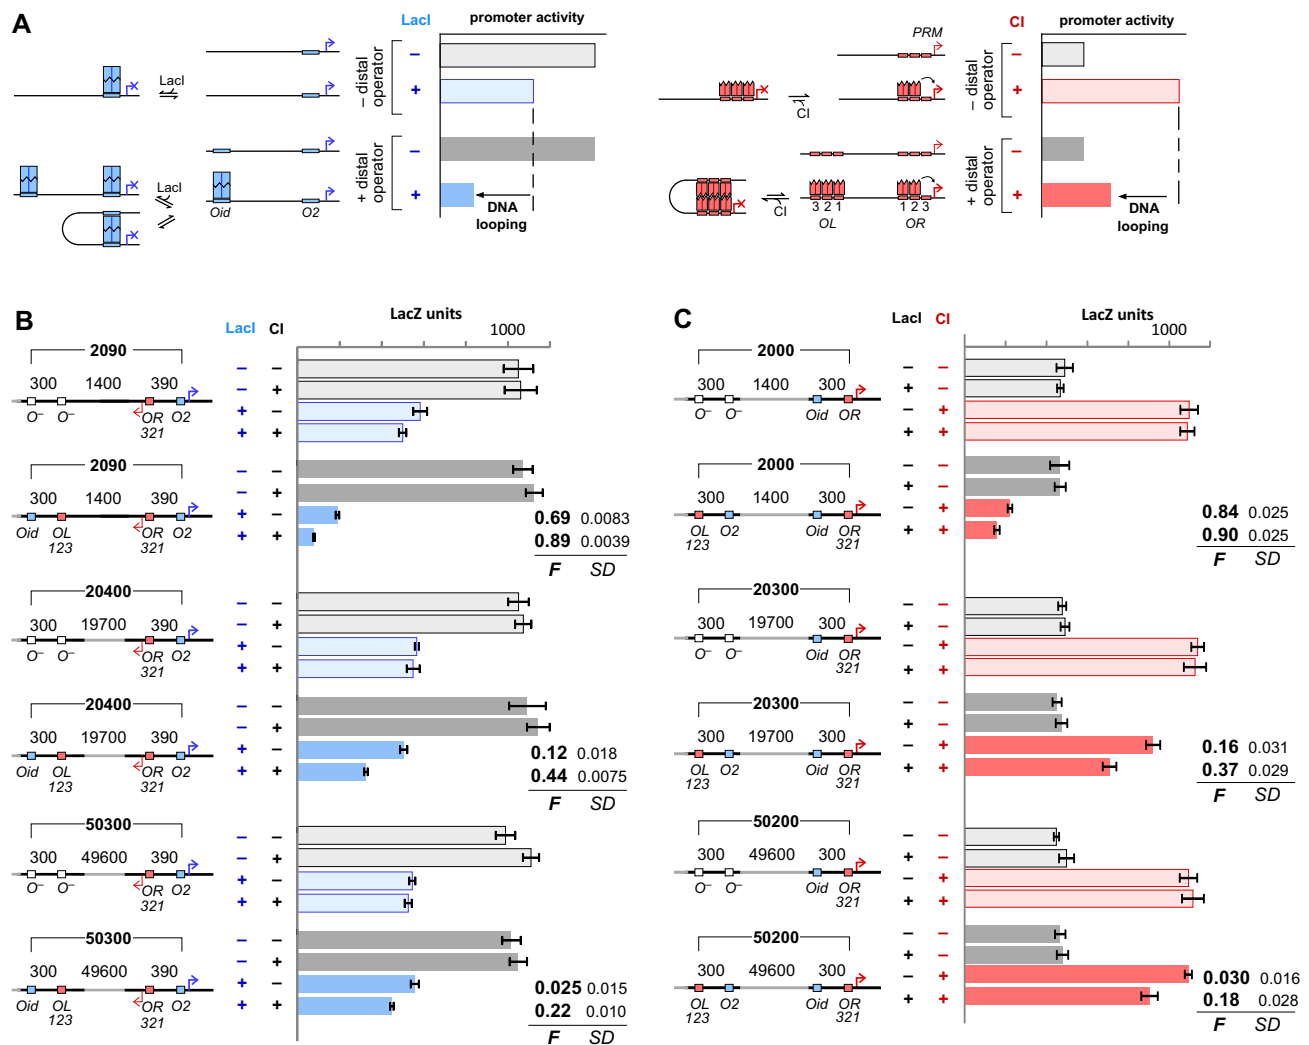 A
LacI
promoter activity
– distal operator
−
+
+ distal operator
−
+
DNA looping
LacI
LacI
Oid
O2
CI
promoter activity
PRM
– distal operator
−
+
+ distal operator
−
+
DNA looping
CI
CI
3 2 1
1 2 3
OL
OR
B
LacI
CI
LacZ units
1000
2090
300 1400 390
O− O− OR O2
321
− −
− +
+ −
+ +
2090
300 1400 390
Oid OL OR O2
123 321
− −
− +
+ − 0.69 0.0083
+ + 0.89 0.0039
F SD
20400
300 19700 390
O− O− OR O2
321
− −
− +
+ −
+ +
20400
300 19700 390
Oid OL OR O2
123 321
− −
− +
+ − 0.12 0.018
+ + 0.44 0.0075
F SD
50300
300 49600 390
O− O− OR O2
321
− −
− +
+ −
+ +
50300
300 49600 390
Oid OL OR O2
123 321
− −
− +
+ − 0.025 0.015
+ + 0.22 0.010
F SD
C
LacI
CI
LacZ units
1000
2000
300 1400 300
O− O− Oid OR
− −
+ −
− +
+ +
2000
300 1400 300
OL O2 Oid OR
123 321
− −
+ −
− + 0.84 0.025
+ + 0.90 0.025
F SD
20300
300 19700 300
O− O− Oid OR
321
− −
+ −
− +
+ +
20300
300 19700 300
OL O2 Oid OR
123 321
− −
+ −
− + 0.16 0.031
+ + 0.37 0.029
F SD
50200
300 49600 300
O− O− Oid OR
321
− −
+ −
− +
+ +
50200
300 49600 300
OL O2 Oid OR
123 321
− −
+ −
− + 0.030 0.016
+ + 0.18 0.028
F SD